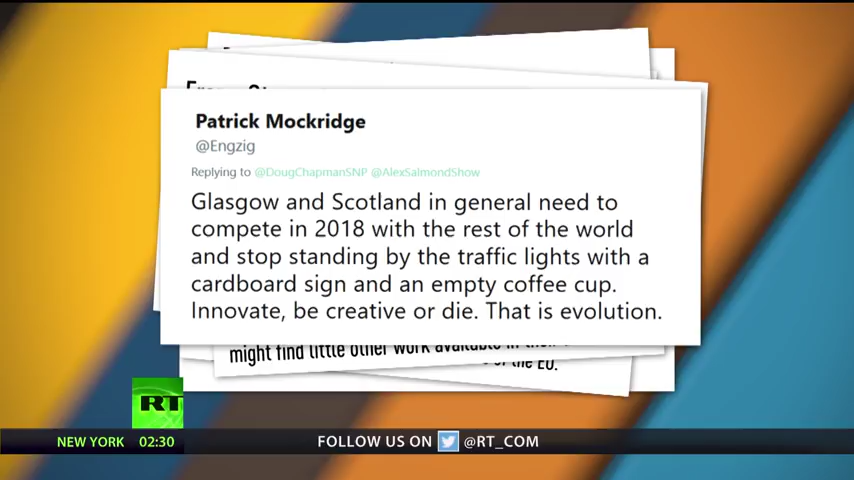 Patrick Mockridge
@Engzig
Replying to @DougChapmanSNP @AlexSalmondShow
Glasgow and Scotland in general need to
compete in 2018 with the rest of the world
and stop standing by the traffic lights with a
cardboard sign and an empty coffee cup.
Innovate, be creative or die. That is evolution.
might find little other work available in
of the EU.
RT
NEW YORK 02:30 FOLLOW US ON @RT_COM